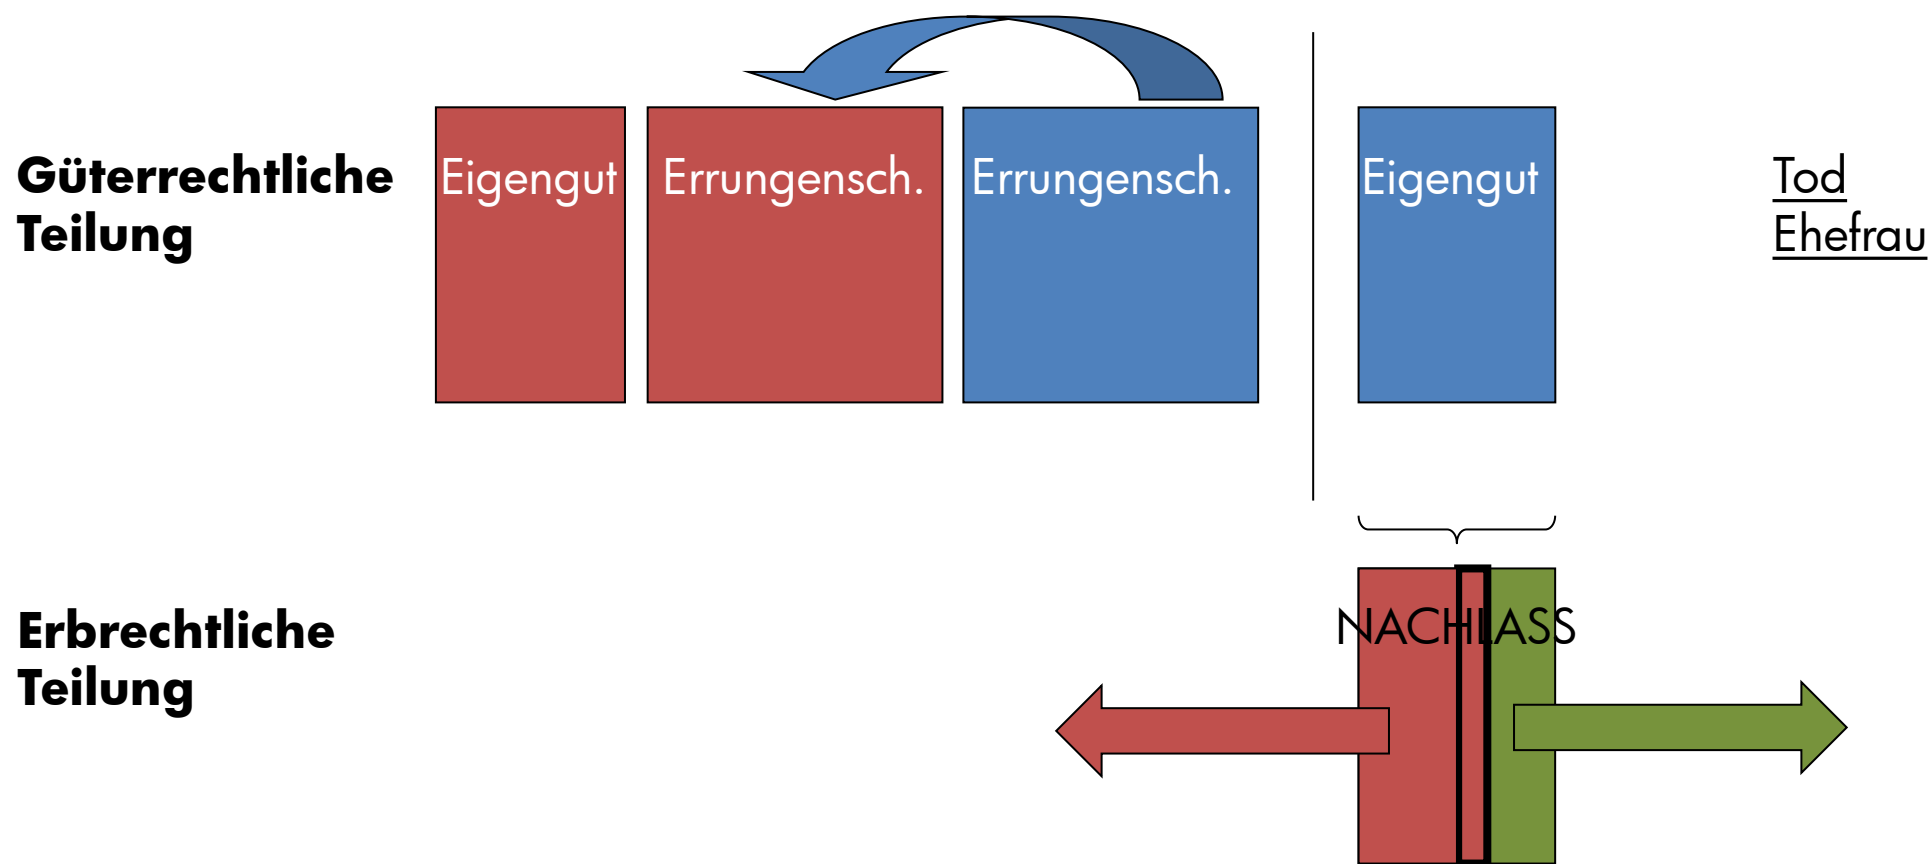 Güterrechtliche
Teilung
Eigengut
Errungensch.
Errungensch.
Eigengut
Tod
Ehefrau
Erbrechtliche
Teilung
NACHLASS